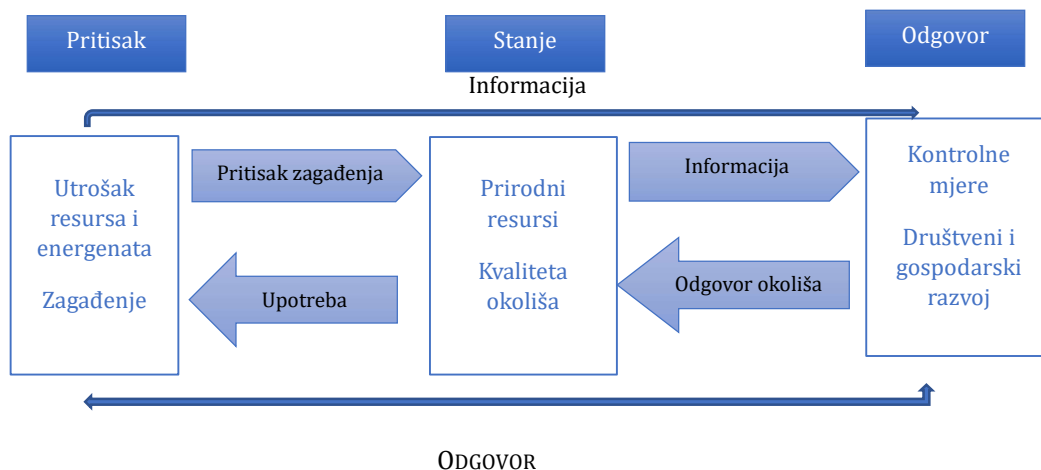 Pritisak
Stanje
Odgovor
Informacija
Utrošak
resursa i
energenata
Zagađenje
Pritisak zagađenja
Upotreba
Prirodni
resursi
Kvaliteta
okoliša
Informacija
Odgovor okoliša
Kontrolne
mjere
Društveni i
gospodarski
razvoj
ODGOVOR